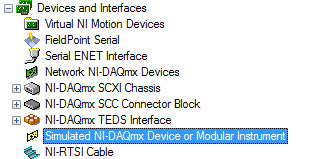 Devices and Interfaces
Virtual NI Motion Devices
FieldPoint Serial
Serial ENET Interface
Network NI-DAQmx Devices
NI-DAQmx SCXI Chassis
NI-DAQmx SCC Connector Block
NI-DAQmx TEDS Interface
Simulated NI-DAQmx Device or Modular Instrument
NI-RTSI Cable